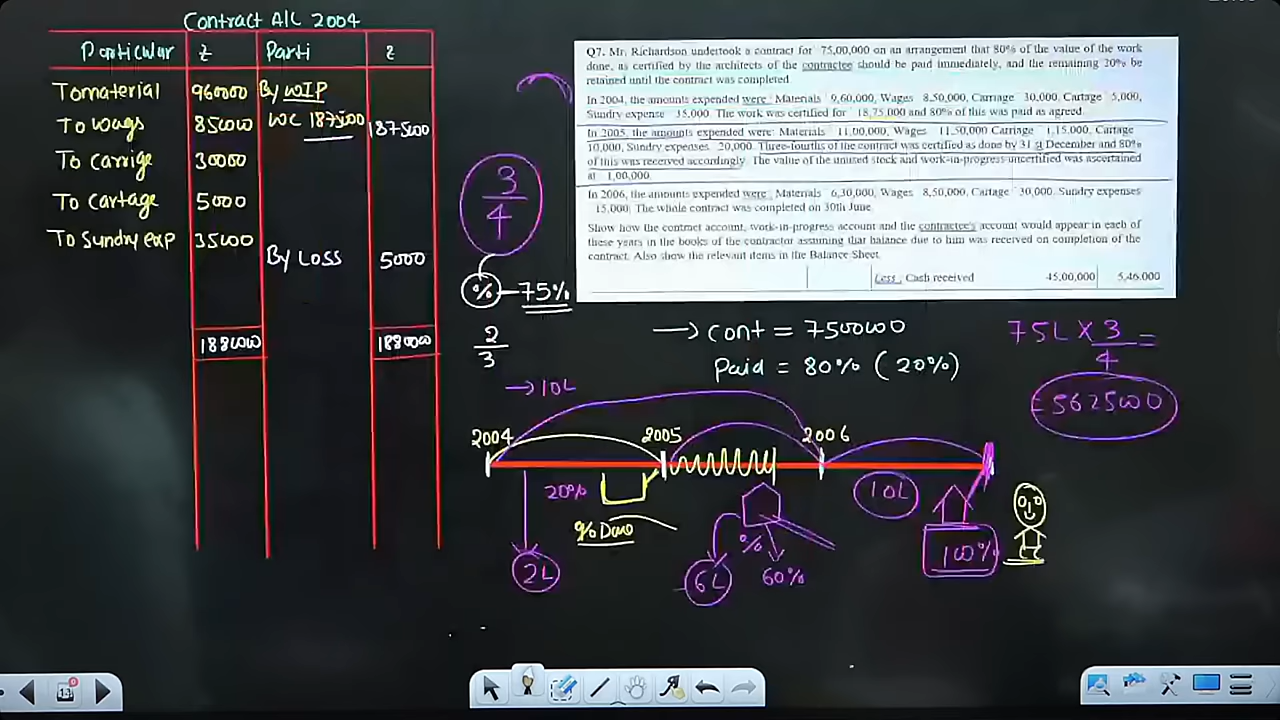 Contract A/C 2004
Particular ₹ Parti ₹
To material 960000 By WIP
To wags 850000 WC 1875000 1875000
To carrige 30000
To cartage 5000
To Sundry exp 35000
By Loss 5000
1880000 1880000
Q7. Mr. Richardson undertook a contract for 75,00,000 on an arrangement that 80% of the value of the work
done, as certified by the architects of the contractee should be paid immediately, and the remaining 20% be
retained until the contract was completed.
In 2004, the amounts expended were: Materials 9,60,000, Wages 8,50,000, Carriage 30,000, Cartage 5,000,
Sundry expense 35,000. The work was certified for 18,75,000 and 80% of this was paid as agreed.
In 2005, the amounts expended were: Materials 11,00,000, Wages 11,50,000 Carriage 1,15,000, Cartage
10,000, Sundry expenses 20,000. Three-fourths of the contract was certified as done by 31 st December and 80%
of this was received accordingly. The value of the unused stock and work-in-progress uncertified was ascertained
at 1,00,000.
In 2006, the amounts expended were: Materials 6,30,000, Wages 8,50,000, Cartage 30,000, Sundry expenses
15,000. The whole contract was completed on 30th June.
Show how the contract account, work-in-progress account and the contractee's account would appear in each of
these years in the books of the contractor assuming that balance due to him was received on completion of the
contract. Also show the relevant items in the Balance Sheet.
Less: Cash received 45,00,000 5,46,000
3/4
% - 75%
2/3
→ Cont = 7500000
Paid = 80% (20%)
75L × 3/4 =
= 5625000
→ 10L
2004 2005 2006
20%
% Done
2L
%
6L 60%
10L
100%
13